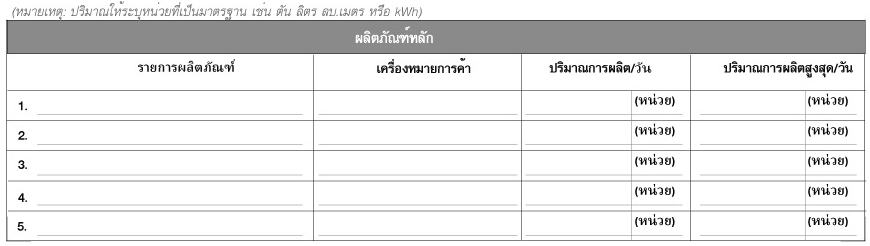 (หมายเหตุ: ปริมาณให้ระบุหน่วยที่เป็นมาตรฐาน เช่น ตัน ลิตร ลบ.เมตร หรือ kWh)
ผลิตภัณฑ์หลัก
รายการผลิตภัณฑ์ เครื่องหมายการค้า ปริมาณการผลิต/วัน ปริมาณการผลิตสูงสุด/วัน
1. (หน่วย) (หน่วย)
2. (หน่วย) (หน่วย)
3. (หน่วย) (หน่วย)
4. (หน่วย) (หน่วย)
5. (หน่วย) (หน่วย)